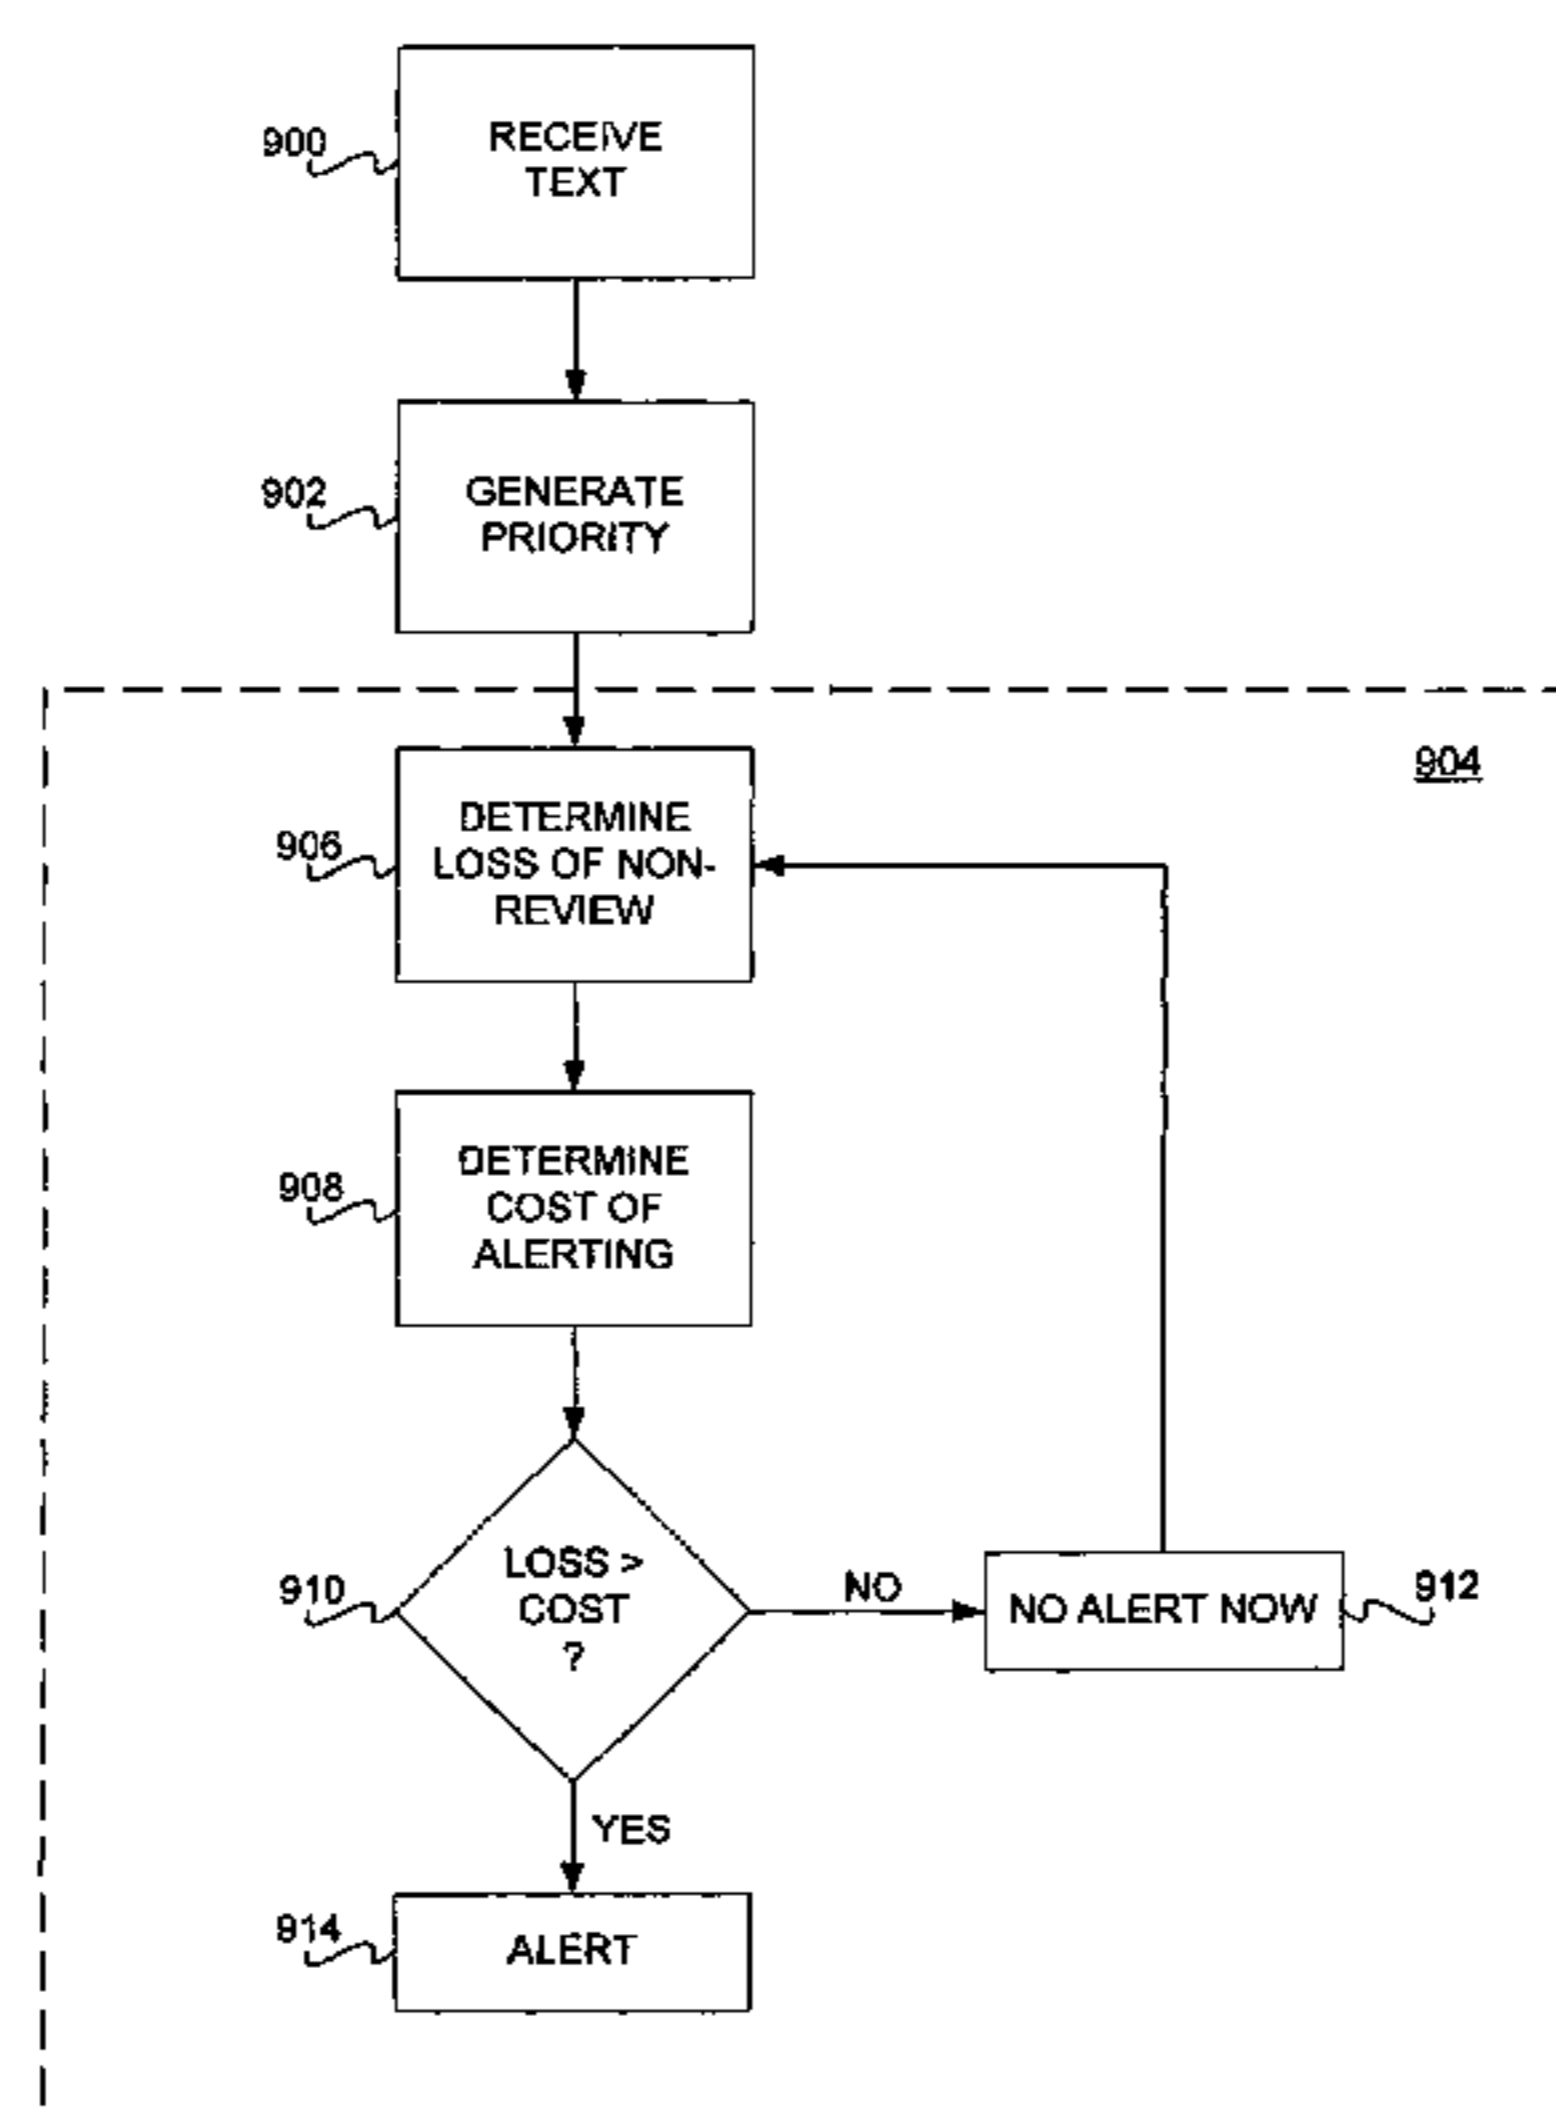 900
RECEIVE
TEXT
902
GENERATE
PRIORITY
904
906
DETERMINE
LOSS OF NON-
REVIEW
908
DETERMINE
COST OF
ALERTING
910
LOSS >
COST
?
NO
NO ALERT NOW
912
YES
914
ALERT